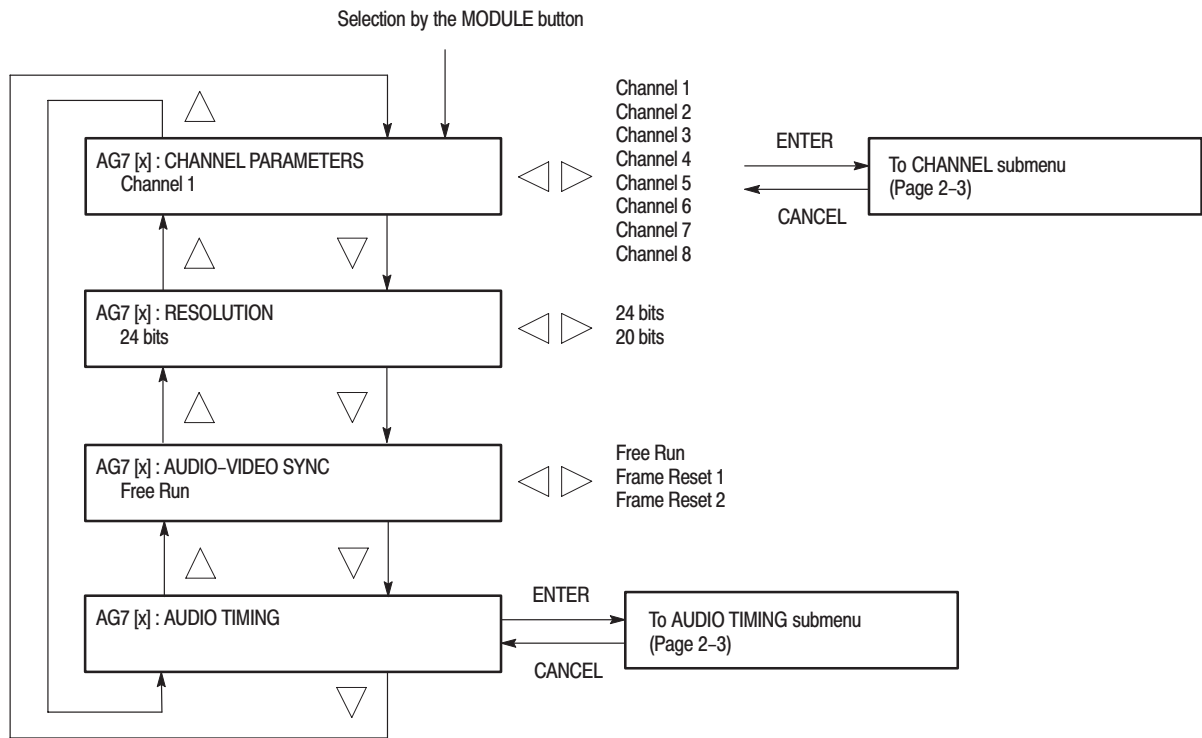 Selection by the MODULE button
AG7 [x] : CHANNEL PARAMETERS
Channel 1
Channel 1
Channel 2
Channel 3
Channel 4
Channel 5
Channel 6
Channel 7
Channel 8
ENTER
CANCEL
To CHANNEL submenu
(Page 2–3)
AG7 [x] : RESOLUTION
24 bits
24 bits
20 bits
AG7 [x] : AUDIO–VIDEO SYNC
Free Run
Free Run
Frame Reset 1
Frame Reset 2
AG7 [x] : AUDIO TIMING
ENTER
CANCEL
To AUDIO TIMING submenu
(Page 2–3)